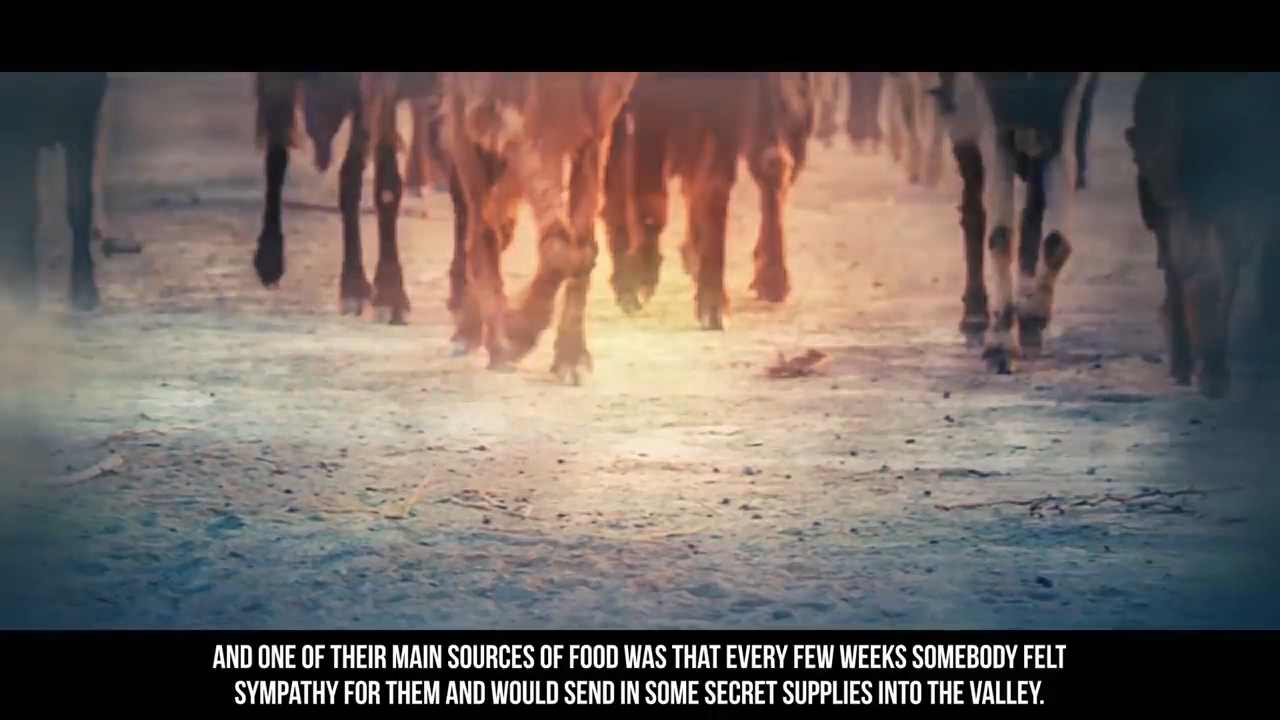 AND ONE OF THEIR MAIN SOURCES OF FOOD WAS THAT EVERY FEW WEEKS SOMEBODY FELT
SYMPATHY FOR THEM AND WOULD SEND IN SOME SECRET SUPPLIES INTO THE VALLEY.